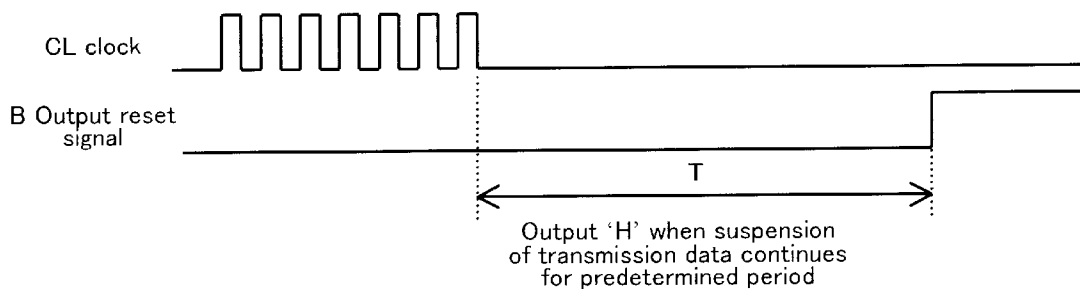 CL clock
B Output reset
signal
T
Output ‘H’ when suspension
of transmission data continues
for predetermined period